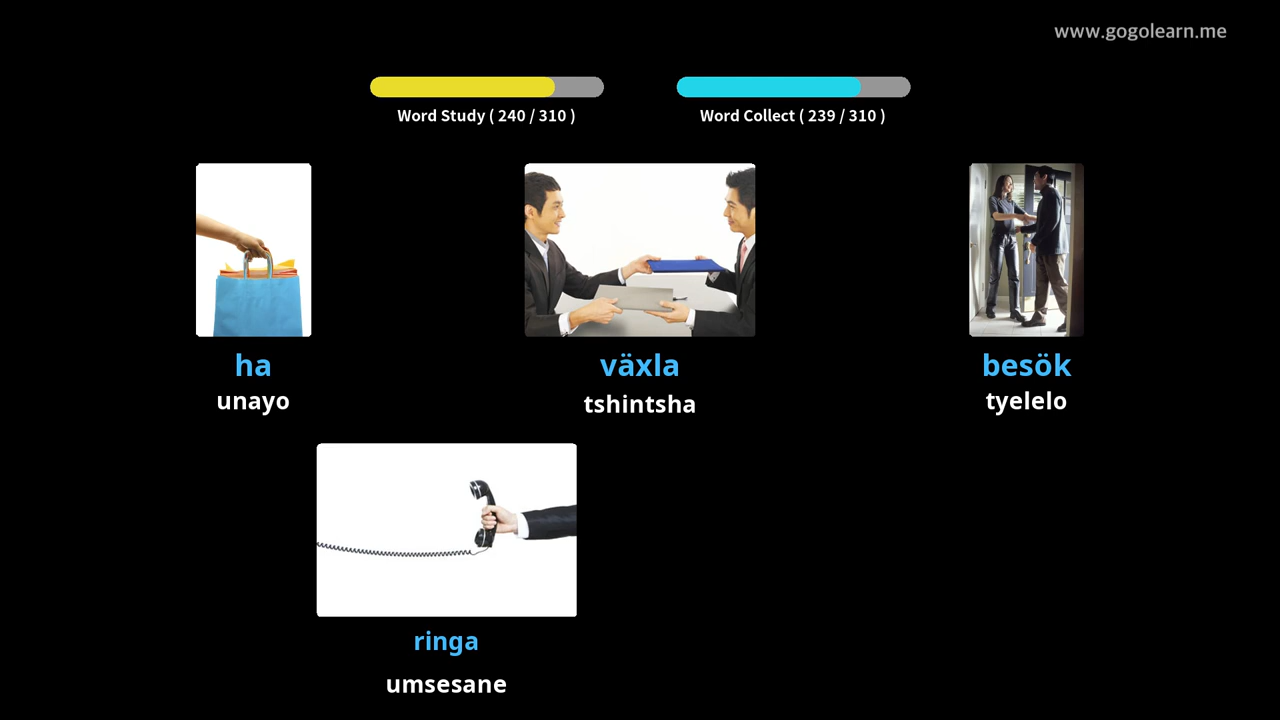 www.gogolearn.me
Word Study ( 240 / 310 )
Word Collect ( 239 / 310 )
ha
unayo
växla
tshintsha
besök
tyelelo
ringa
umsesane